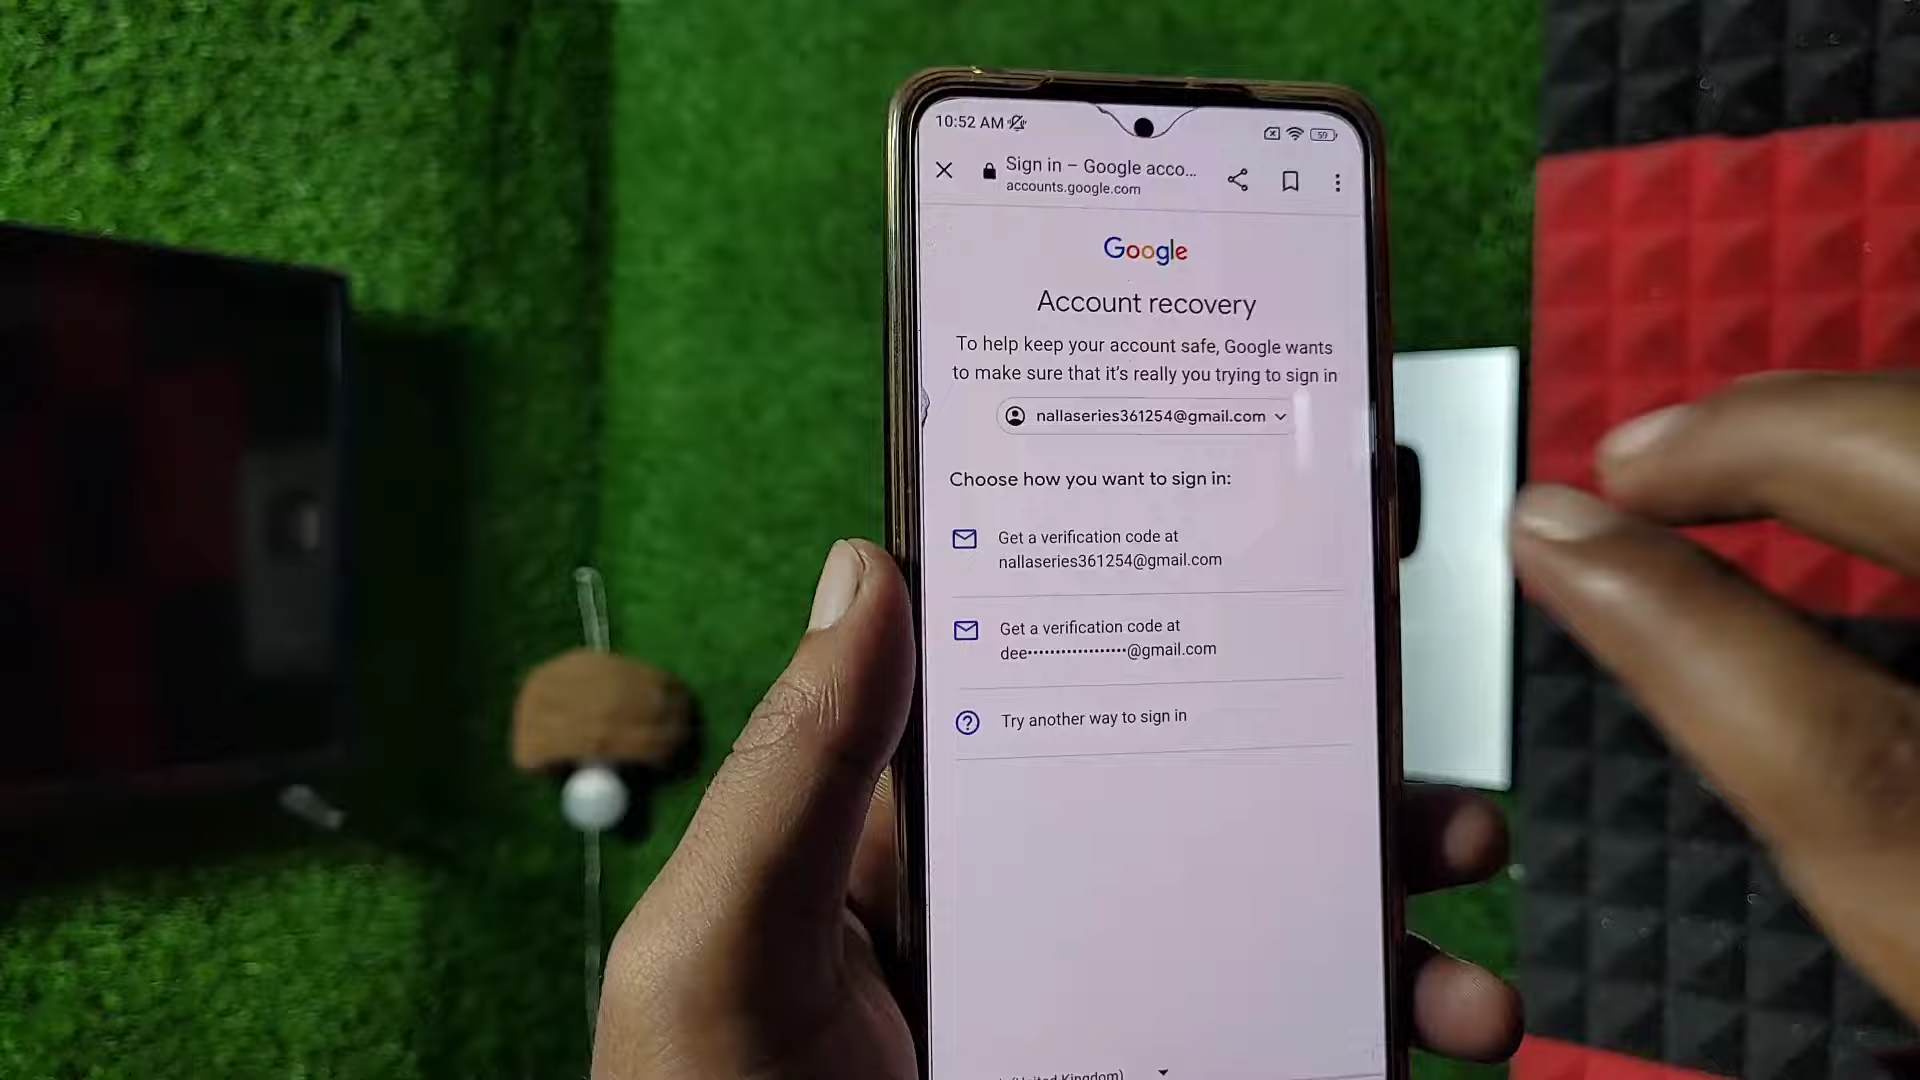 10:52 AM
59
Sign in – Google acco...
accounts.google.com
Google
Account recovery
To help keep your account safe, Google wants
to make sure that it's really you trying to sign in
nallaseries361254@gmail.com
Choose how you want to sign in:
Get a verification code at
nallaseries361254@gmail.com
Get a verification code at
dee••••••••••••••••••@gmail.com
Try another way to sign in
(United Kingdom)